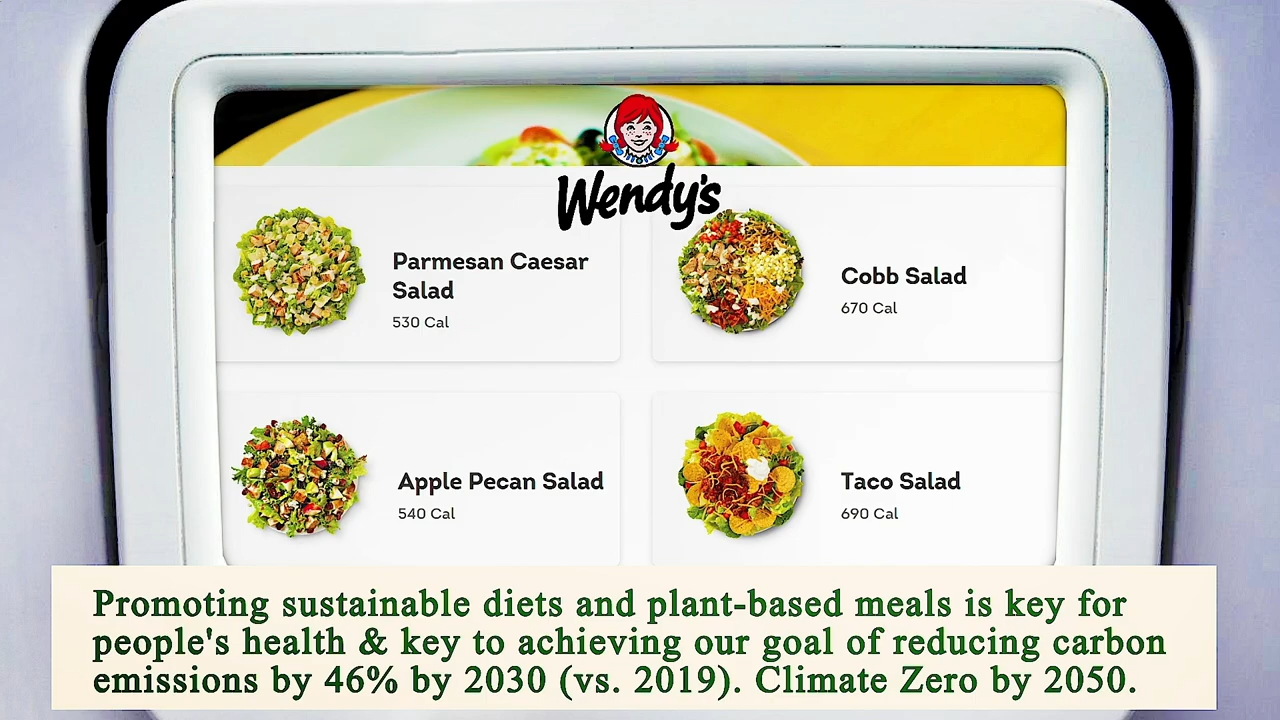 Wendy's
Parmesan Caesar
Salad
530 Cal
Cobb Salad
670 Cal
Apple Pecan Salad
540 Cal
Taco Salad
690 Cal
Promoting sustainable diets and plant-based meals is key for
people's health & key to achieving our goal of reducing carbon
emissions by 46% by 2030 (vs. 2019). Climate Zero by 2050.